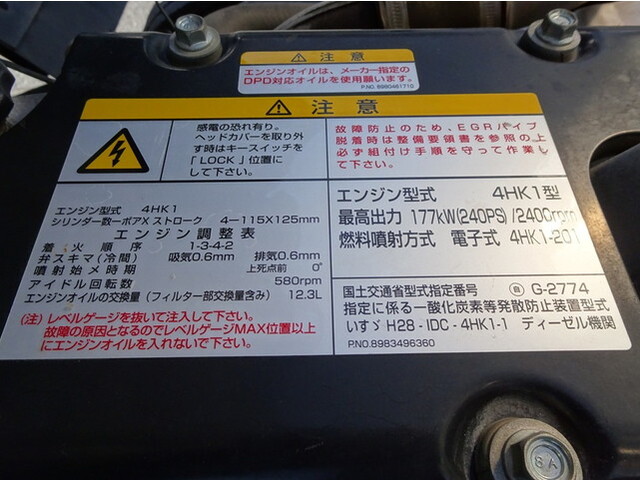 注意
エンジンオイルは、メーカー指定の
DPD対応オイルを使用願います。
P.NO. 8980461710
注意
感電の恐れ有り。
ヘッドカバーを取り外
す時はキースイッチを
「LOCK」位置に
して下さい。
故障防止のため、EGRパイプ
脱着時は整備要領書を参照の上
必ず組付け手順を守って作業し
て下さい。
エンジン型式 4HK1
シリンダー数ーボアX ストローク 4ー115X125mm
エンジン調整表
着火順序 1-3-4-2
弁スキマ(冷間) 吸気0.6mm 排気0.6mm
噴射始メ時期 上死点前 0°
アイドル回転数 580rpm
エンジンオイルの交換量(フィルター部交換量含み) 12.3L
(注) レベルゲージを抜いて注入して下さい。
故障の原因となるのでレベルゲージMAX位置以上
にエンジンオイルを入れないで下さい。
エンジン型式 4HK1型
最高出力 177kW(240PS)/2400rpm
燃料噴射方式 電子式 4HK1-201
国土交通省型式指定番号 G-2774
指定に係る一酸化炭素等発散防止装置型式
いすゞ H28-IDC-4HK1-1 ディーゼル機関
P.NO.8983496360
8A